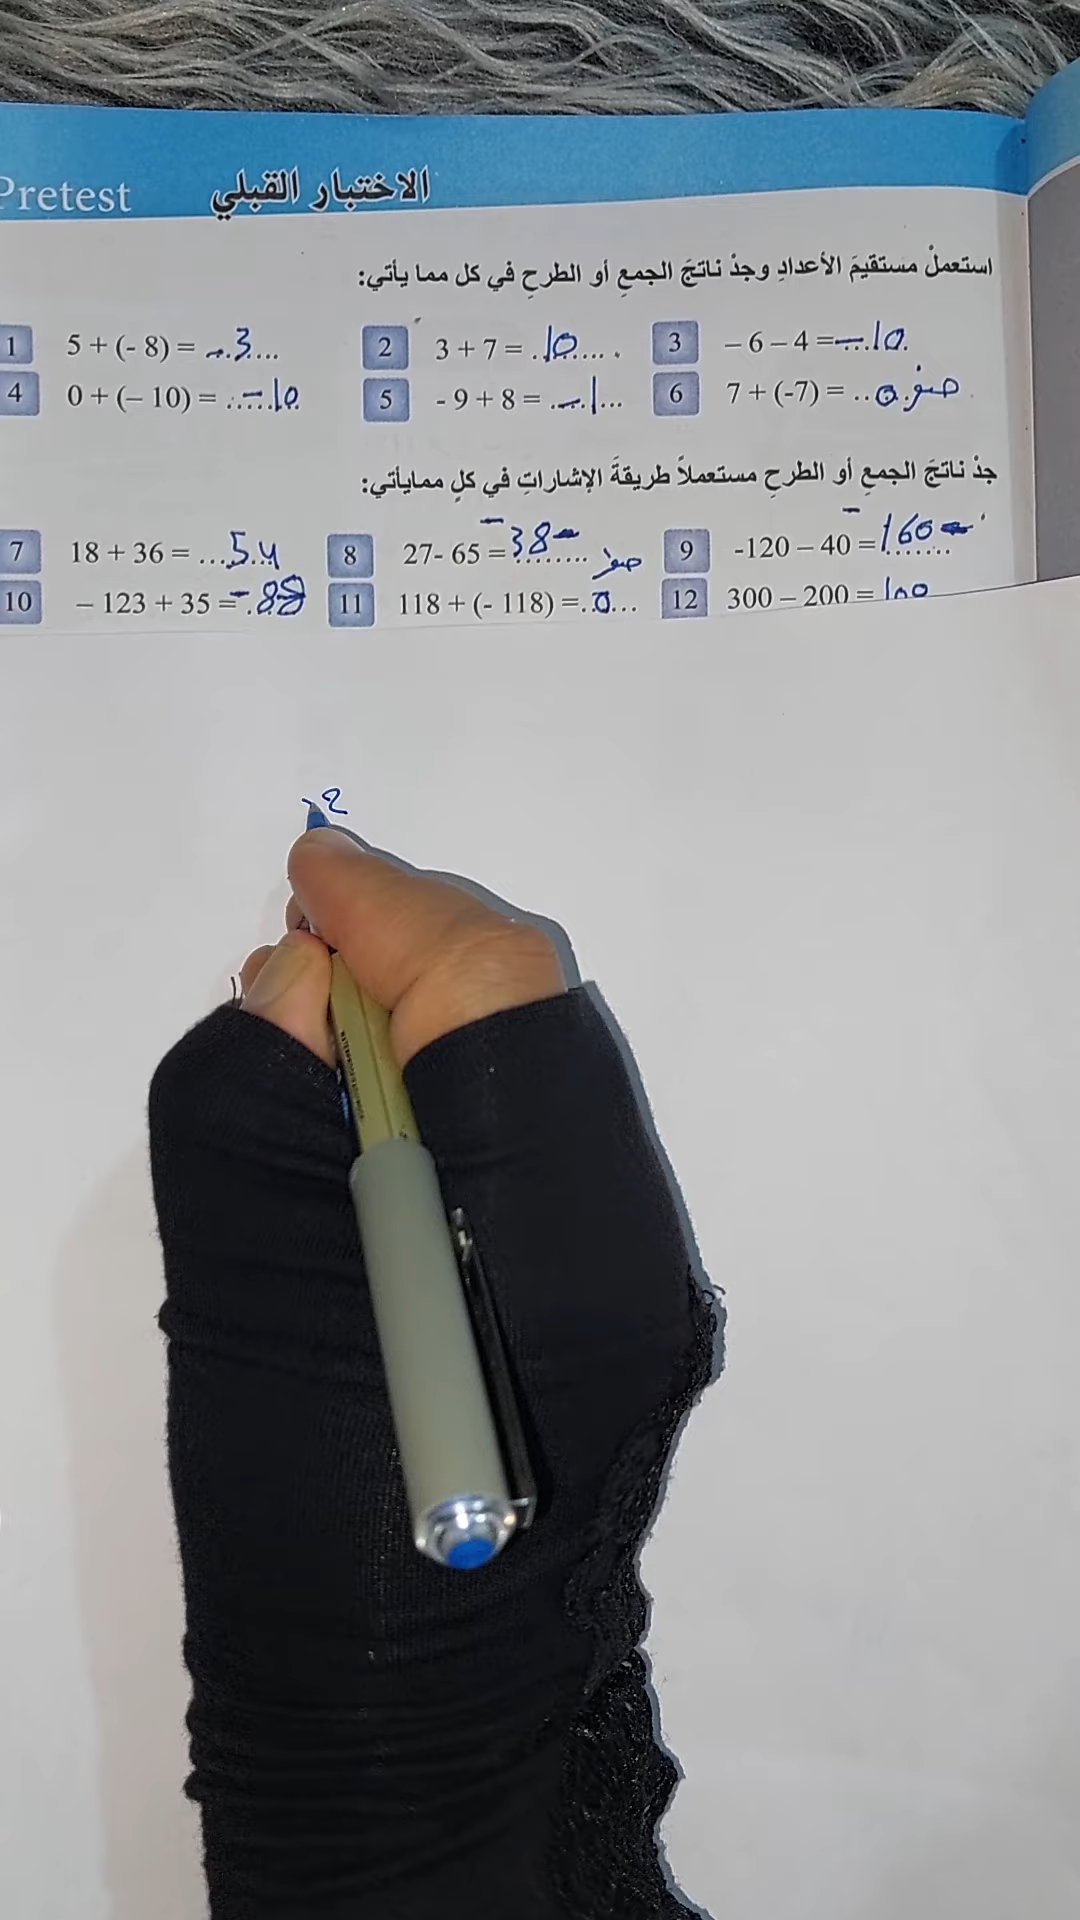 Pretest الاختبار القبلي
استعملْ مستقيمَ الأعدادِ وجدْ ناتجَ الجمعِ أو الطرحِ في كل مما يأتي:
1 5 + (- 8) = -3 2 3 + 7 = 10 3 – 6 – 4 = -10
4 0 + (– 10) = -10 5 - 9 + 8 = -1 6 7 + (-7) = 0 صفر
جدْ ناتجَ الجمعِ أو الطرحِ مستعملاً طريقةَ الإشاراتِ في كلٍ ممايأتي:
7 18 + 36 = 54 8 27- 65 = -38 9 -120 – 40 = -160
10 – 123 + 35 = -88 11 118 + (- 118) = 0 صفر 12 300 – 200 = 100
-2